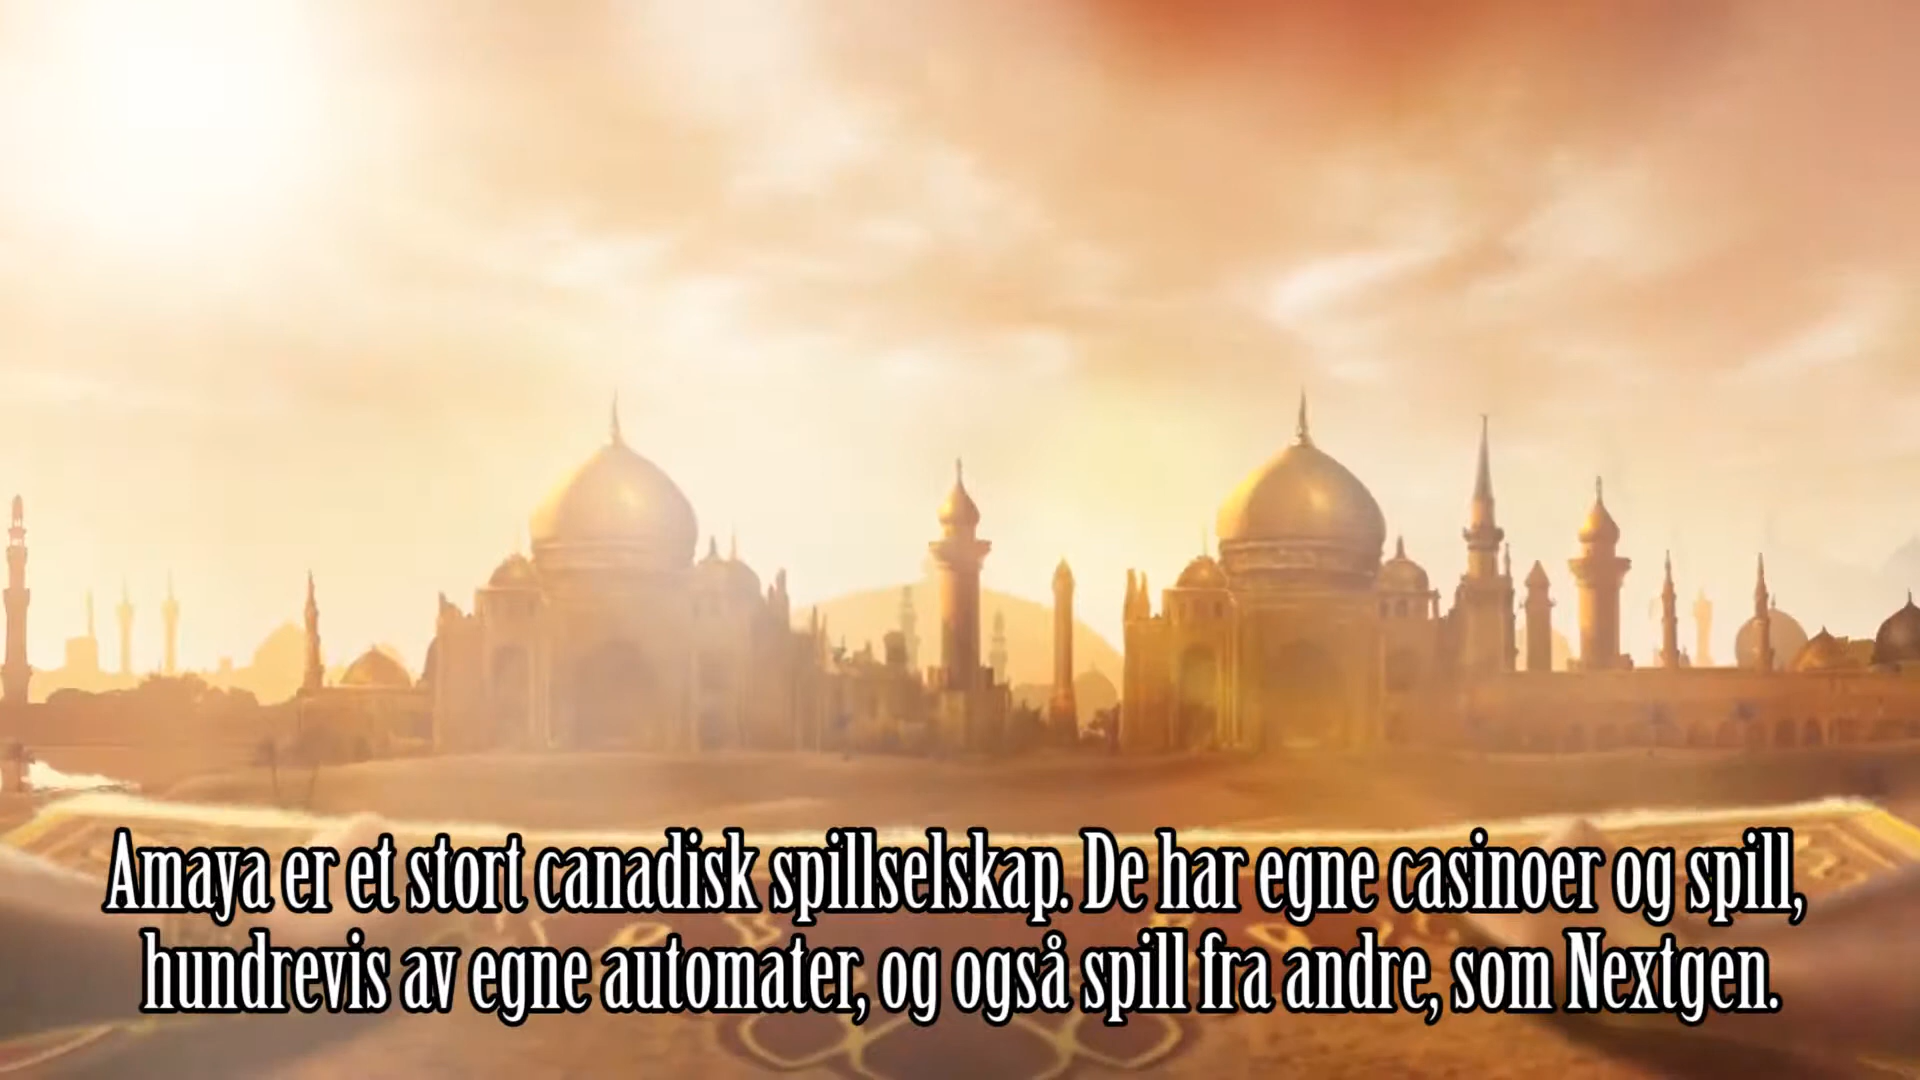 Amaya er et stort canadisk spillselskap. De har egne casinoer og spill,
hundrevis av egne automater, og også spill fra andre, som Nextgen.